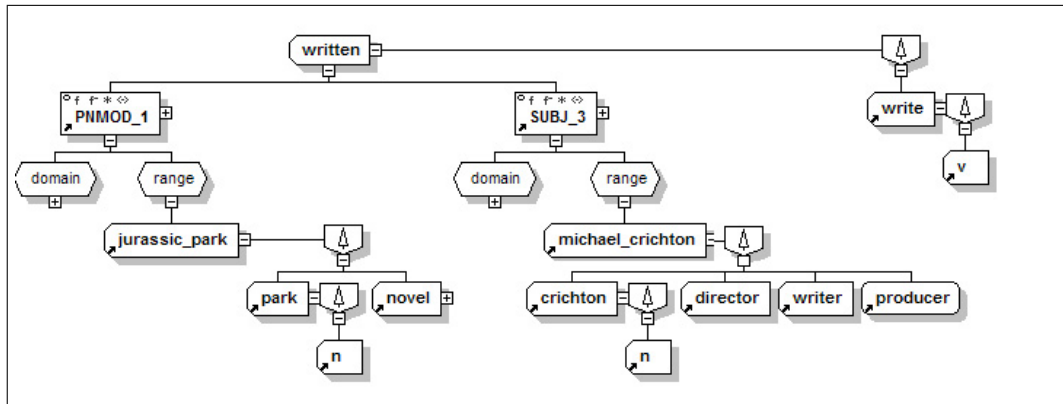 written
f f- * <->
PNMOD_1
f f- * <->
SUBJ_3
write
v
domain
range
domain
range
jurassic_park
michael_crichton
park
novel
crichton
director
writer
producer
n
n